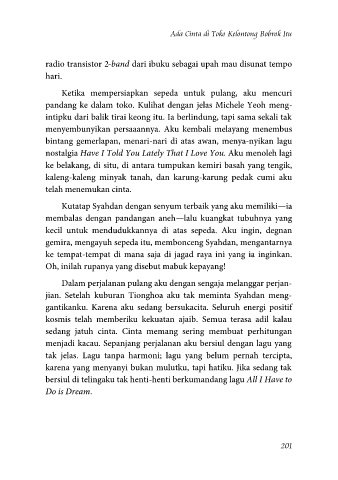 Ada Cinta di Toko Kelontong Bobrok Itu
radio transistor 2-band dari ibuku sebagai upah mau disunat tempo
hari.
Ketika mempersiapkan sepeda untuk pulang, aku mencuri
pandang ke dalam toko. Kulihat dengan jelas Michele Yeoh meng-
intipku dari balik tirai keong itu. Ia berlindung, tapi sama sekali tak
menyembunyikan persaaannya. Aku kembali melayang menembus
bintang gemerlapan, menari-nari di atas awan, menya-nyikan lagu
nostalgia Have I Told You Lately That I Love You. Aku menoleh lagi
ke belakang, di situ, di antara tumpukan kemiri basah yang tengik,
kaleng-kaleng minyak tanah, dan karung-karung pedak cumi aku
telah menemukan cinta.
Kutatap Syahdan dengan senyum terbaik yang aku memiliki—ia
membalas dengan pandangan aneh—lalu kuangkat tubuhnya yang
kecil untuk mendudukkannya di atas sepeda. Aku ingin, degnan
gemira, mengayuh sepeda itu, membonceng Syahdan, mengantarnya
ke tempat-tempat di mana saja di jagad raya ini yang ia inginkan.
Oh, inilah rupanya yang disebut mabuk kepayang!
Dalam perjalanan pulang aku dengan sengaja melanggar perjan-
jian. Setelah kuburan Tionghoa aku tak meminta Syahdan meng-
gantikanku. Karena aku sedang bersukacita. Seluruh energi positif
kosmis telah memberiku kekuatan ajaib. Semua terasa adil kalau
sedang jatuh cinta. Cinta memang sering membuat perhitungan
menjadi kacau. Sepanjang perjalanan aku bersiul dengan lagu yang
tak jelas. Lagu tanpa harmoni; lagu yang belum pernah tercipta,
karena yang menyanyi bukan mulutku, tapi hatiku. Jika sedang tak
bersiul di telingaku tak henti-henti berkumandang lagu All I Have to
Do is Dream.
201